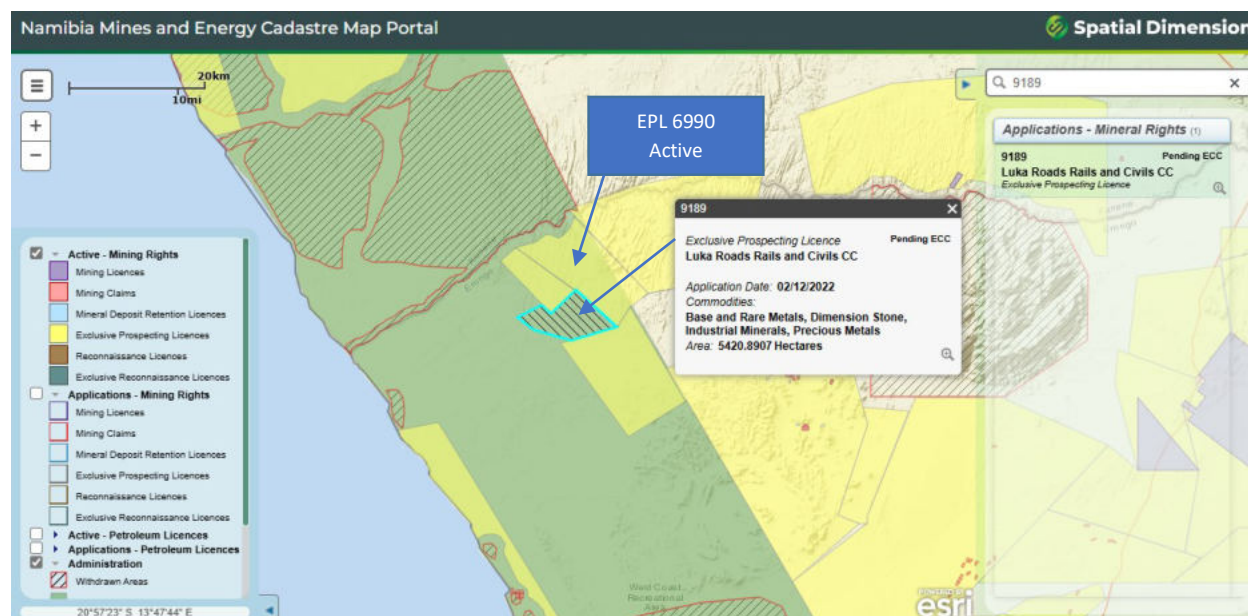 Namibia Mines and Energy Cadastre Map Portal
Spatial Dimension
20km
10mi
9189
EPL 6990
Active
Applications - Mineral Rights (1)
9189 Pending ECC
Luka Roads Rails and Civils CC
Exclusive Prospecting Licence
9189
Exclusive Prospecting Licence Pending ECC
Luka Roads Rails and Civils CC
Application Date: 02/12/2022
Commodities:
Base and Rare Metals, Dimension Stone,
Industrial Minerals, Precious Metals
Area: 5420.8907 Hectares
Active - Mining Rights
Mining Licences
Mining Claims
Mineral Deposit Retention Licences
Exclusive Prospecting Licences
Reconnaissance Licences
Exclusive Reconnaissance Licences
Applications - Mining Rights
Mining Licences
Mining Claims
Mineral Deposit Retention Licences
Exclusive Prospecting Licences
Reconnaissance Licences
Exclusive Reconnaissance Licences
Active - Petroleum Licences
Applications - Petroleum Licences
Administration
Withdrawn Areas
20°57'23" S, 13°47'44" E
West Coast
Recreational
Area
POWERED BY
esri